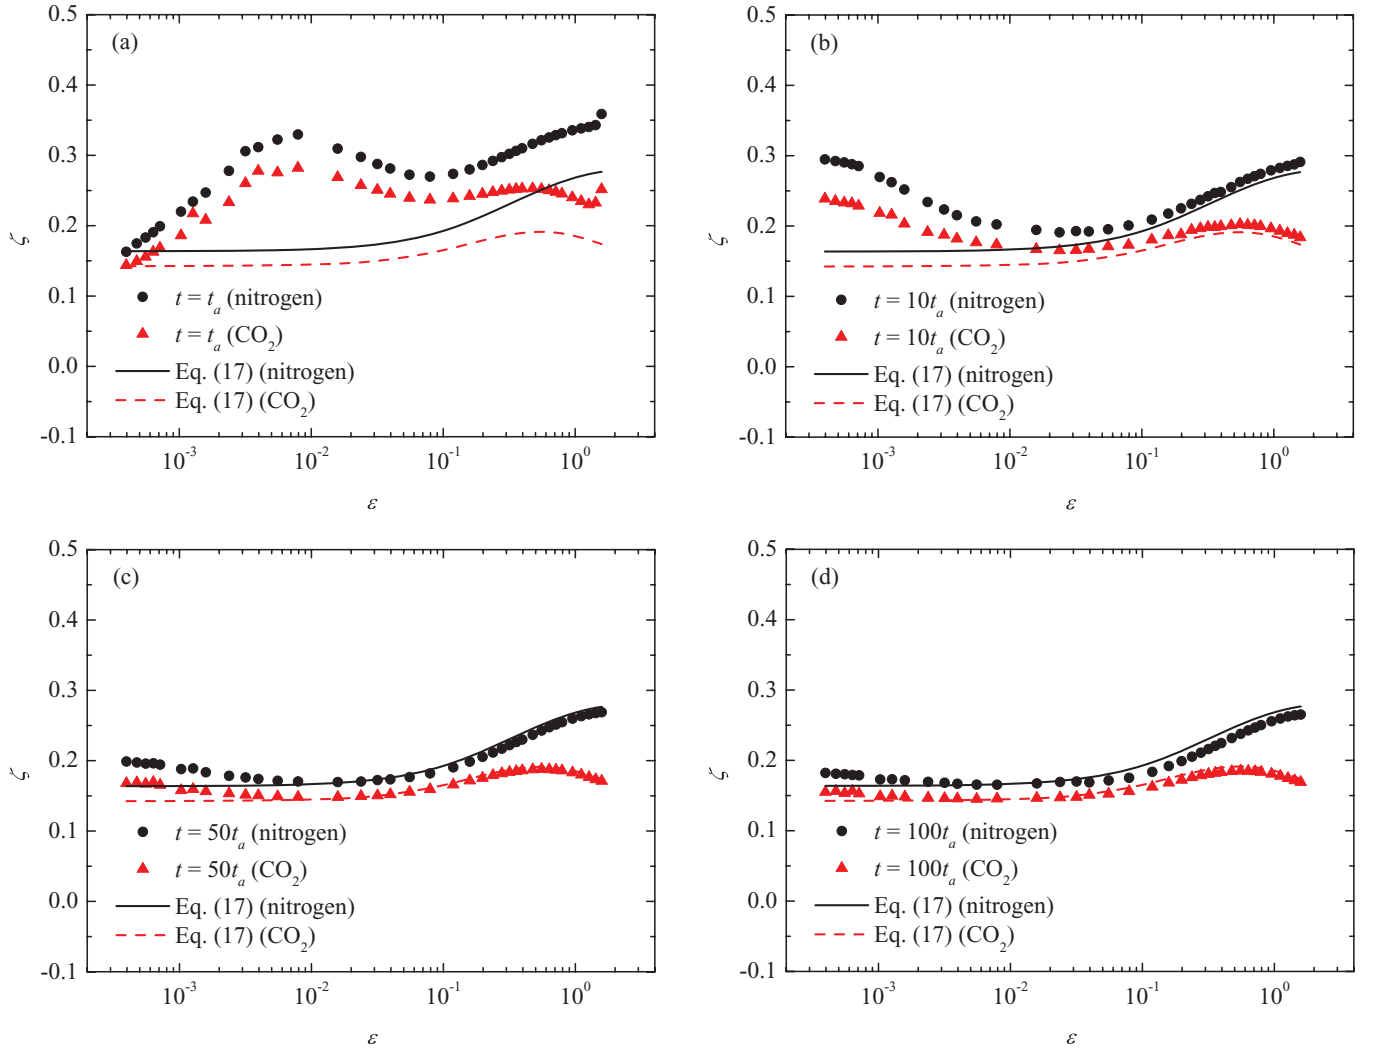 (a)
0.5
0.4
0.3
0.2
0.1
0.0
-0.1
ζ
t = tₐ (nitrogen)
t = tₐ (CO₂)
Eq. (17) (nitrogen)
Eq. (17) (CO₂)
10⁻³ 10⁻² 10⁻¹ 10⁰
ε
(b)
0.5
0.4
0.3
0.2
0.1
0.0
-0.1
ζ
t = 10tₐ (nitrogen)
t = 10tₐ (CO₂)
Eq. (17) (nitrogen)
Eq. (17) (CO₂)
10⁻³ 10⁻² 10⁻¹ 10⁰
ε
(c)
0.5
0.4
0.3
0.2
0.1
0.0
-0.1
ζ
t = 50tₐ (nitrogen)
t = 50tₐ (CO₂)
Eq. (17) (nitrogen)
Eq. (17) (CO₂)
10⁻³ 10⁻² 10⁻¹ 10⁰
ε
(d)
0.5
0.4
0.3
0.2
0.1
0.0
-0.1
ζ
t = 100tₐ (nitrogen)
t = 100tₐ (CO₂)
Eq. (17) (nitrogen)
Eq. (17) (CO₂)
10⁻³ 10⁻² 10⁻¹ 10⁰
ε